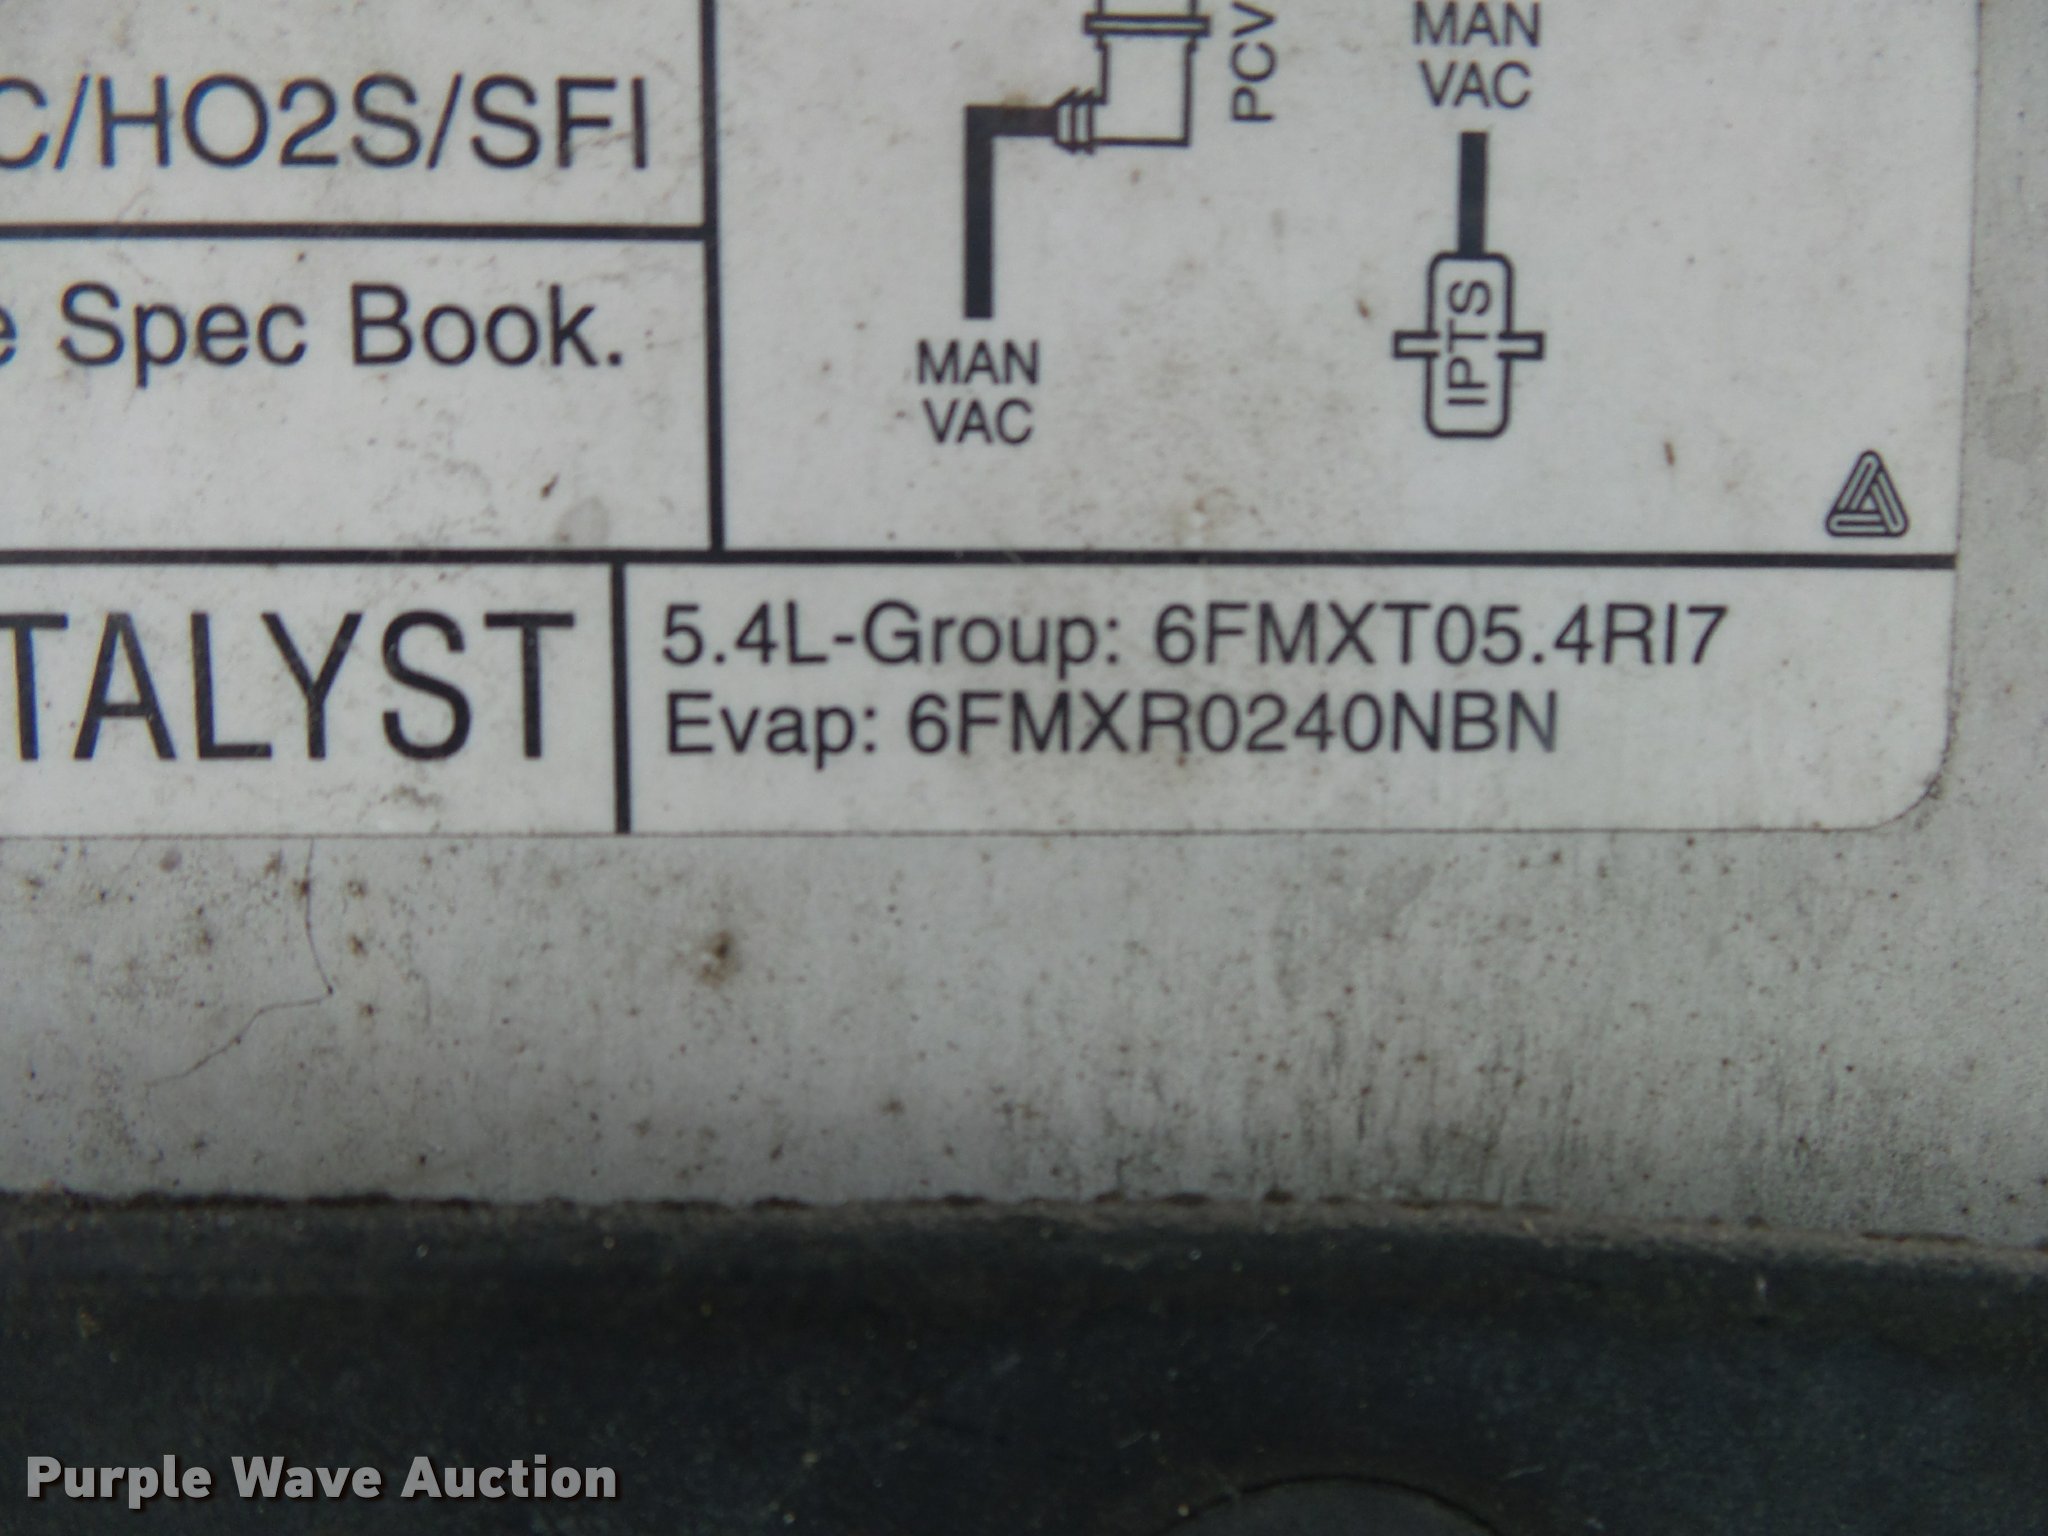 C/HO2S/SFI
e Spec Book.
PCV
MAN
VAC
MAN
VAC
IPTS
TALYST
5.4L-Group: 6FMXT05.4RI7
Evap: 6FMXR0240NBN
Purple Wave Auction